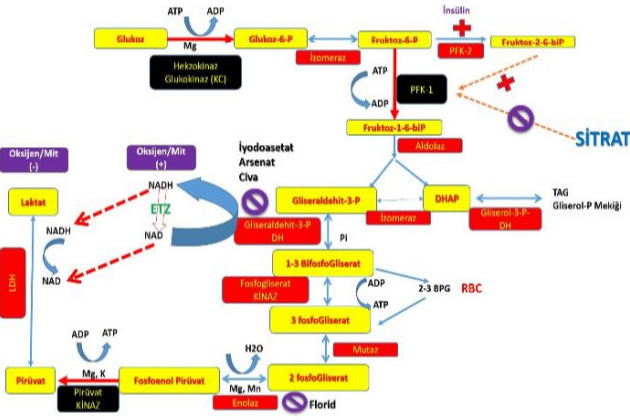 İnsülin
ATP
ADP
Glukoz
Mg
Glukoz-6-P
Fruktoz-6-P
Fruktoz-2-6-biP
İzomeraz
PFK-2
Hekzokinaz
Glukokinaz (KC)
ATP
PFK-1
ADP
Fruktoz-1-6-biP
Aldoluz
SİTRAT
Oksijen/Mit
(-)
Oksijen/Mit
(+)
İyodoasetat
Arsenat
Civa
NADH
Laktat
ETZ
Gliseraldehit-3-P
DHAP
TAG
Gliserol-P Mekiği
İzomeraz
Gliserol-3-P-
DH
NADH
NAD
Gliseraldehit-3-P
DH
Pi
LDH
NAD
1-3 BifosfoGliserat
Fosfogliserat
KİNAZ
ADP
ATP
2-3 BPG
RBC
3 fosfoGliserat
ADP
ATP
H2O
Mutaz
Pirüvat
Mg, K
Fosfoenol Pirüvat
Mg, Mn
2 fosfoGliserat
Pirüvat
KİNAZ
Enolaz
Florid